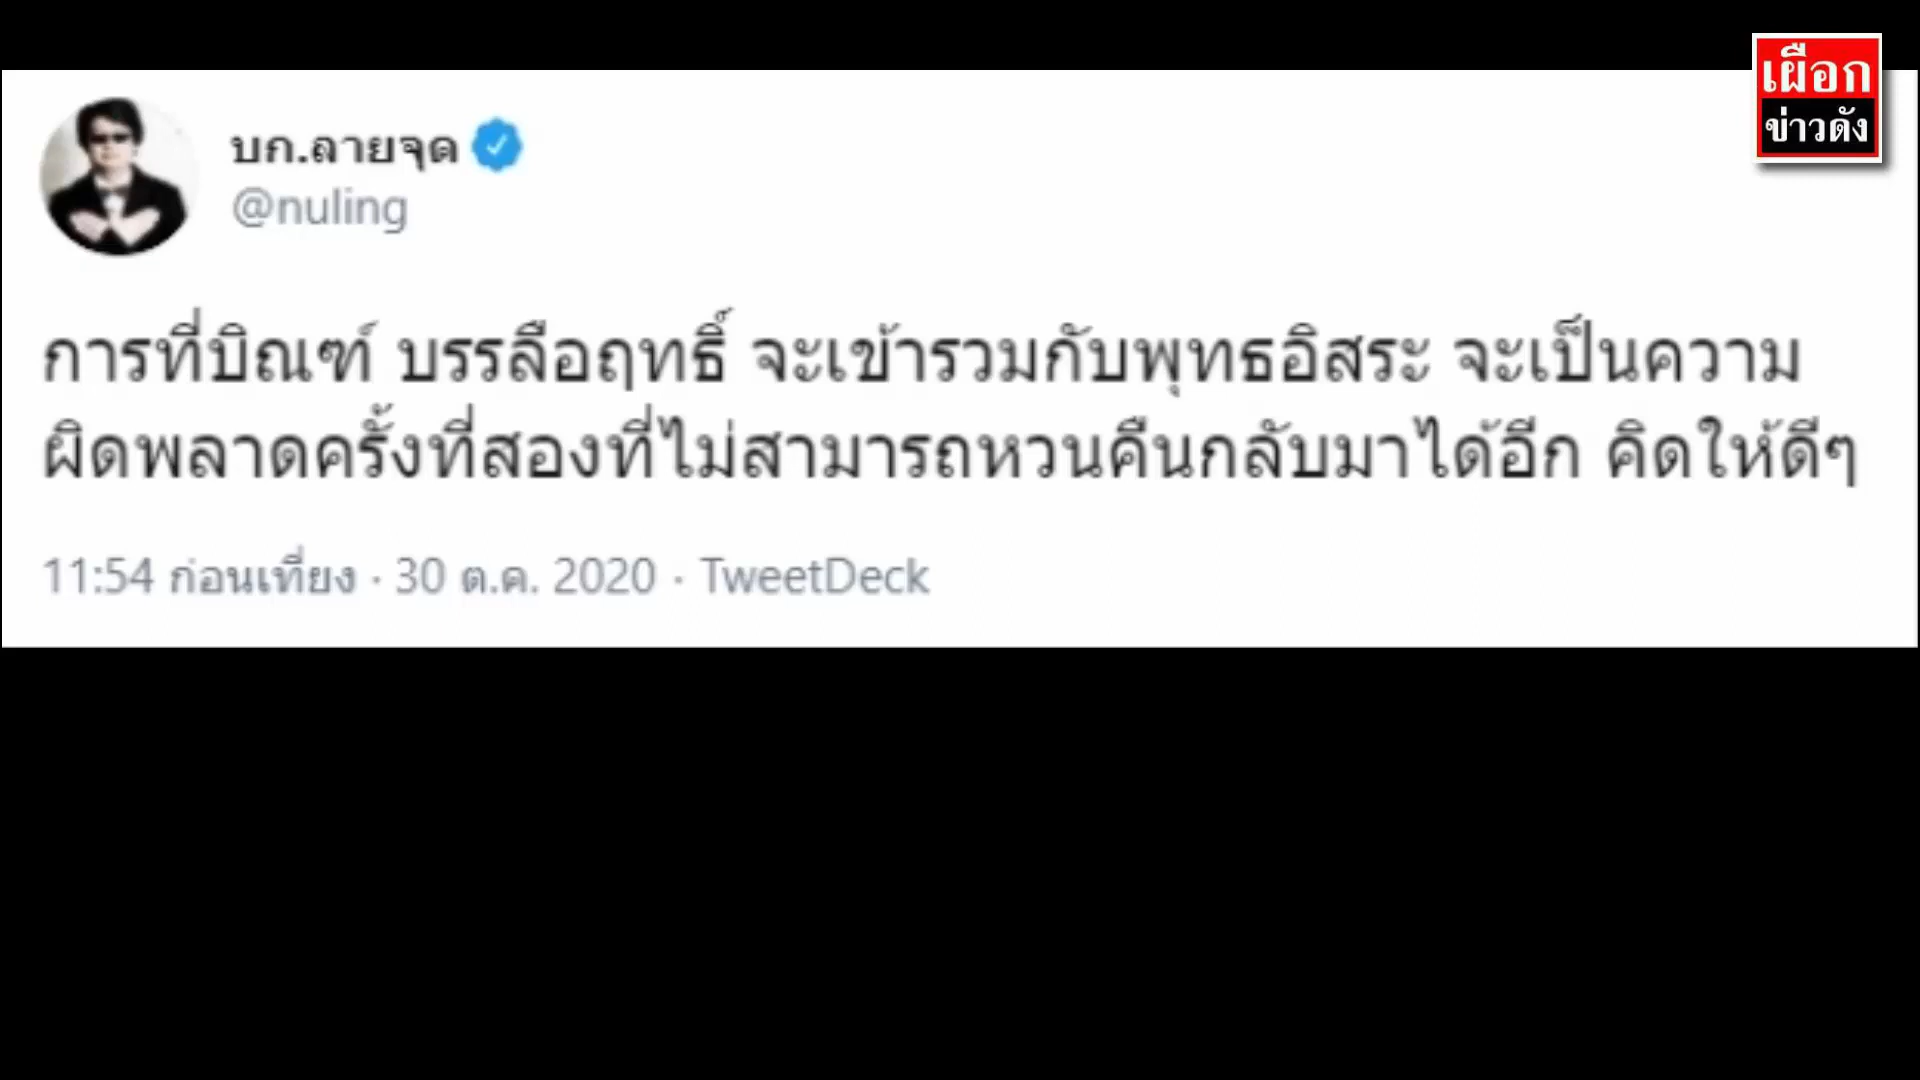 เผือก
ข่าวดัง
บก.ลายจุด
@nuling
การที่บิณฑ์ บรรลือฤทธิ์ จะเข้ารวมกับพุทธอิสระ จะเป็นความ
ผิดพลาดครั้งที่สองที่ไม่สามารถหวนคืนกลับมาได้อีก คิดให้ดีๆ
11:54 ก่อนเที่ยง · 30 ต.ค. 2020 · TweetDeck